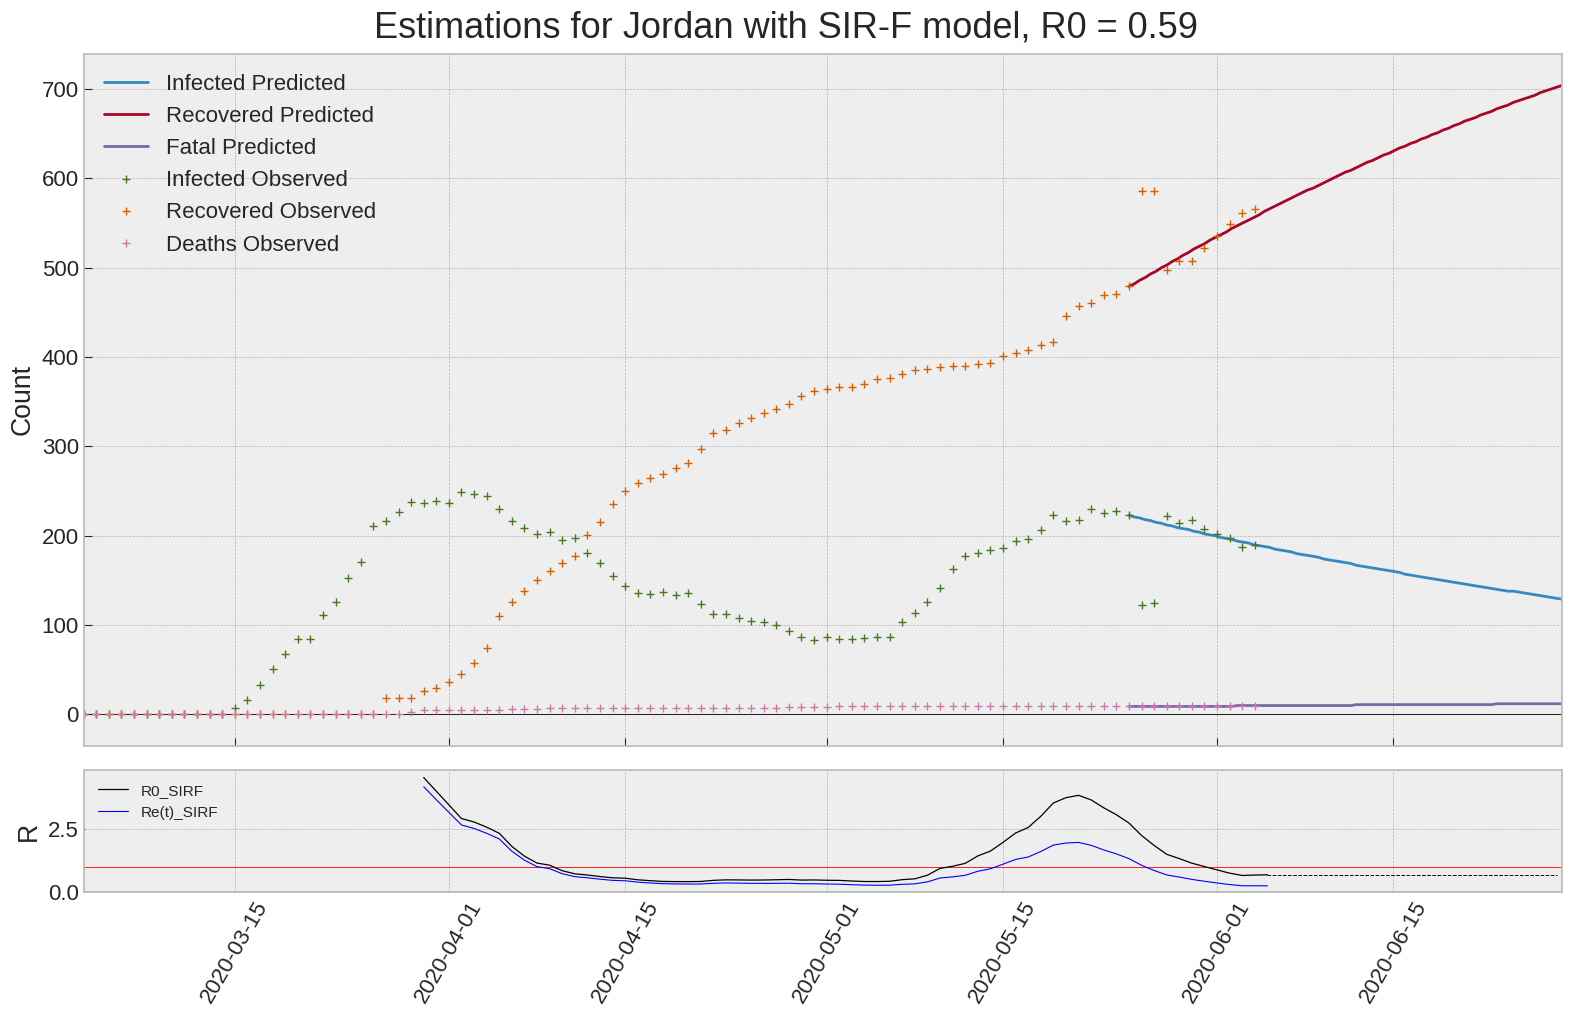 Estimations for Jordan with SIR-F model, R0 = 0.59
Infected Predicted
Recovered Predicted
Fatal Predicted
Infected Observed
Recovered Observed
Deaths Observed
700
600
500
400
300
200
100
0
Count
R0_SIRF
Re(t)_SIRF
2.5
0.0
R
2020-03-15
2020-04-01
2020-04-15
2020-05-01
2020-05-15
2020-06-01
2020-06-15